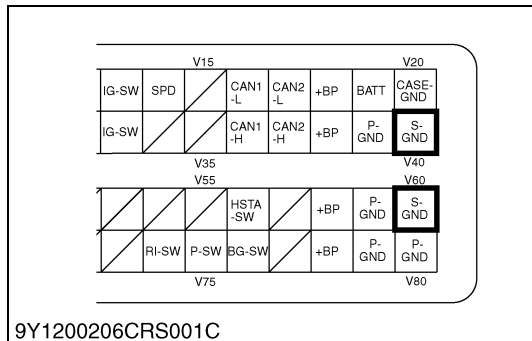 V15 V20
IG-SW SPD CAN1-L CAN2-L +BP BATT CASE-GND
IG-SW CAN1-H CAN2-H +BP P-GND S-GND
V35 V40
V55 V60
HSTA-SW +BP P-GND S-GND
RI-SW P-SW BG-SW +BP P-GND P-GND
V75 V80
9Y1200206CRS001C